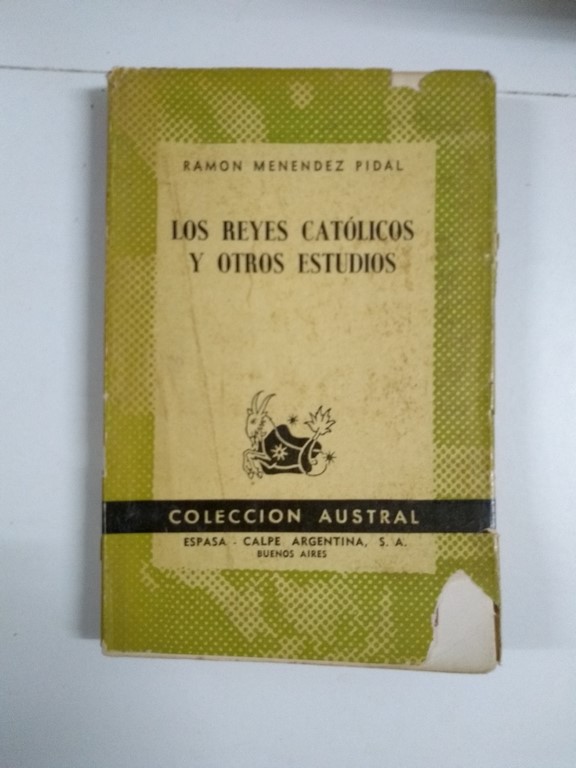 RAMON MENENDEZ PIDAL
LOS REYES CATÓLICOS
Y OTROS ESTUDIOS
COLECCION AUSTRAL
ESPASA - CALPE ARGENTINA, S. A.
BUENOS AIRES